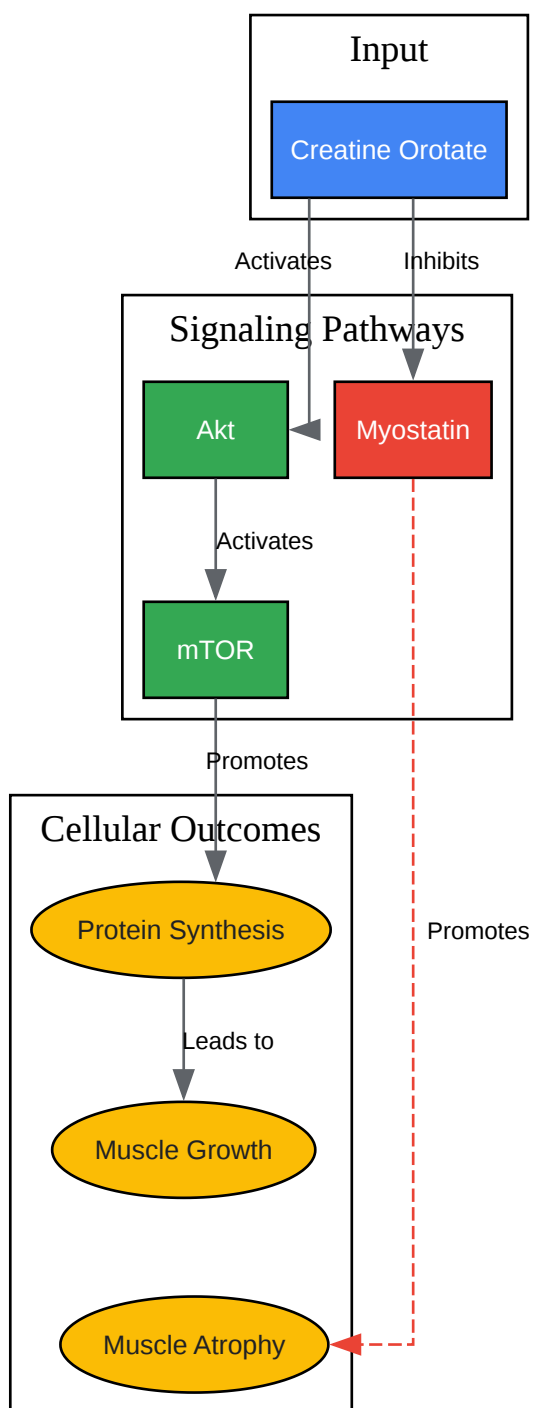 Input
Creatine Orotate
Activates
Inhibits
Signaling Pathways
Akt
Myostatin
Activates
mTOR
Promotes
Cellular Outcomes
Protein Synthesis
Promotes
Leads to
Muscle Growth
Muscle Atrophy